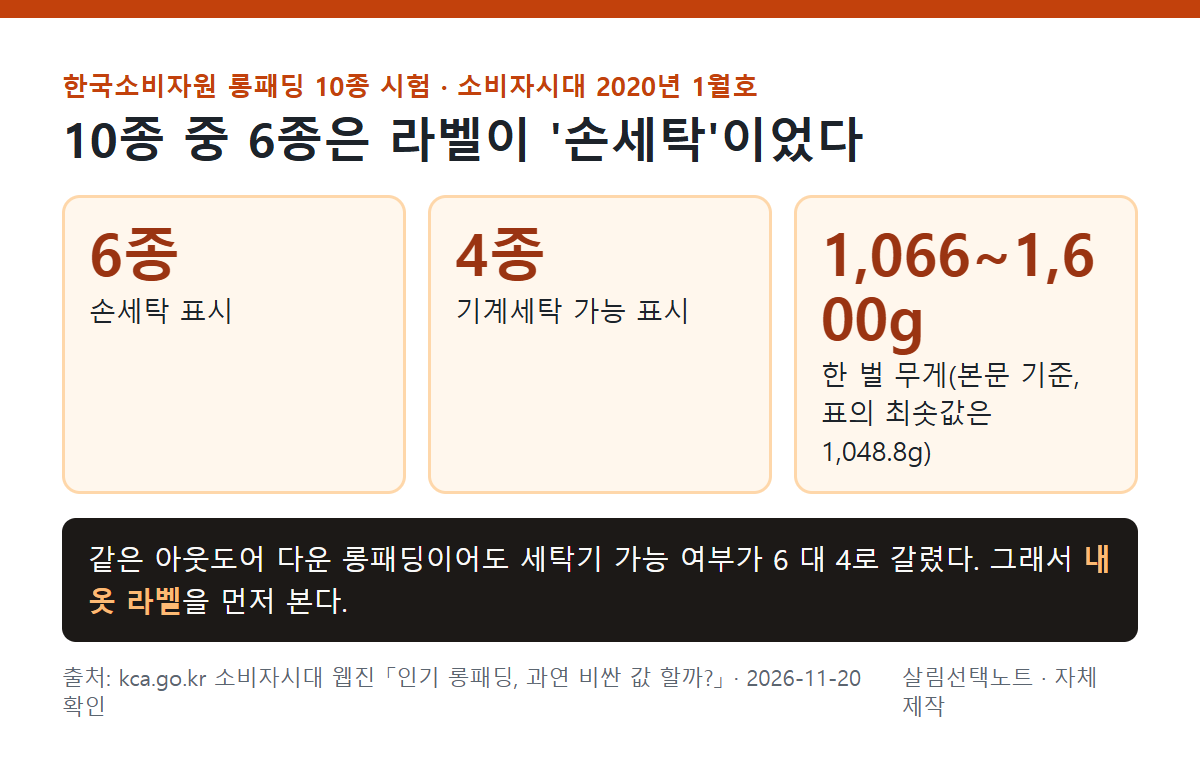 한국소비자원 롱패딩 10종 시험 · 소비자시대 2020년 1월호
10종 중 6종은 라벨이 '손세탁'이었다
6종
손세탁 표시
4종
기계세탁 가능 표시
1,066~1,6
00g
한 벌 무게(본문 기준,
표의 최솟값은
1,048.8g)
같은 아웃도어 다운 롱패딩이어도 세탁기 가능 여부가 6 대 4로 갈렸다. 그래서 내
옷 라벨을 먼저 본다.
출처: kca.go.kr 소비자시대 웹진 「인기 롱패딩, 과연 비싼 값 할까?」 · 2026-11-20
확인
살림선택노트 · 자체
제작